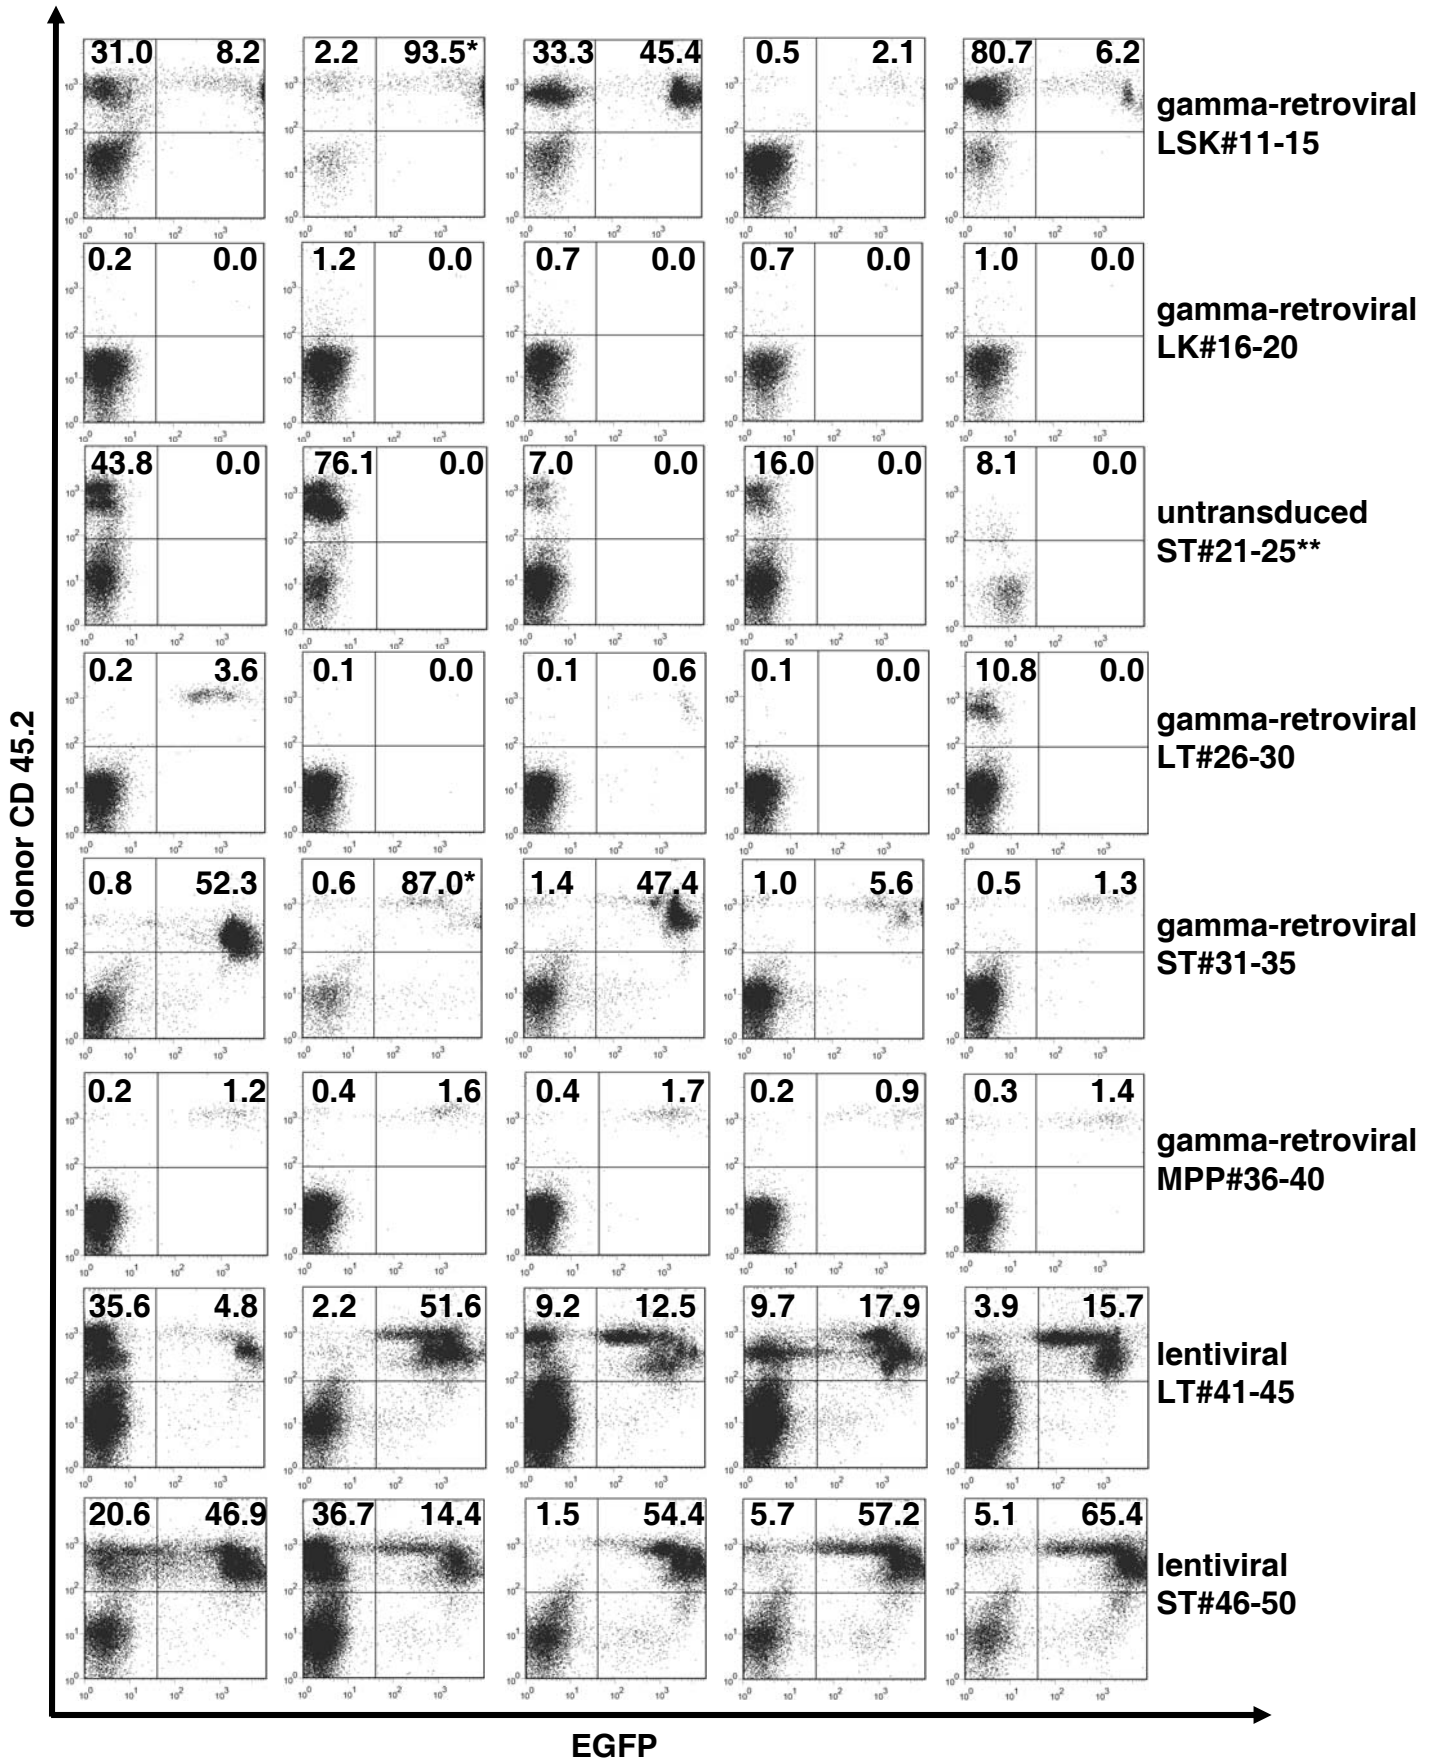 31.0 8.2 2.2 93.5* 33.3 45.4 0.5 2.1 80.7 6.2
gamma-retroviral
LSK#11-15
0.2 0.0 1.2 0.0 0.7 0.0 0.7 0.0 1.0 0.0
gamma-retroviral
LK#16-20
43.8 0.0 76.1 0.0 7.0 0.0 16.0 0.0 8.1 0.0
untransduced
ST#21-25**
0.2 3.6 0.1 0.0 0.1 0.6 0.1 0.0 10.8 0.0
gamma-retroviral
LT#26-30
0.8 52.3 0.6 87.0* 1.4 47.4 1.0 5.6 0.5 1.3
gamma-retroviral
ST#31-35
0.2 1.2 0.4 1.6 0.4 1.7 0.2 0.9 0.3 1.4
gamma-retroviral
MPP#36-40
35.6 4.8 2.2 51.6 9.2 12.5 9.7 17.9 3.9 15.7
lentiviral
LT#41-45
20.6 46.9 36.7 14.4 1.5 54.4 5.7 57.2 5.1 65.4
lentiviral
ST#46-50
donor CD 45.2
EGFP